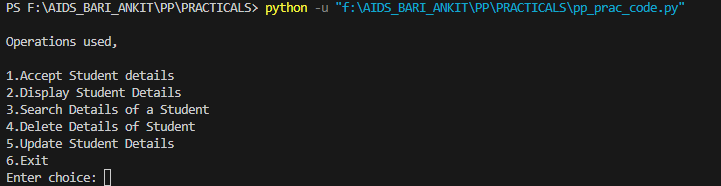 PS F:\AIDS_BARI_ANKIT\PP\PRACTICALS> python -u "f:\AIDS_BARI_ANKIT\PP\PRACTICALS\pp_prac_code.py"
Operations used,
1.Accept Student details
2.Display Student Details
3.Search Details of a Student
4.Delete Details of Student
5.Update Student Details
6.Exit
Enter choice: